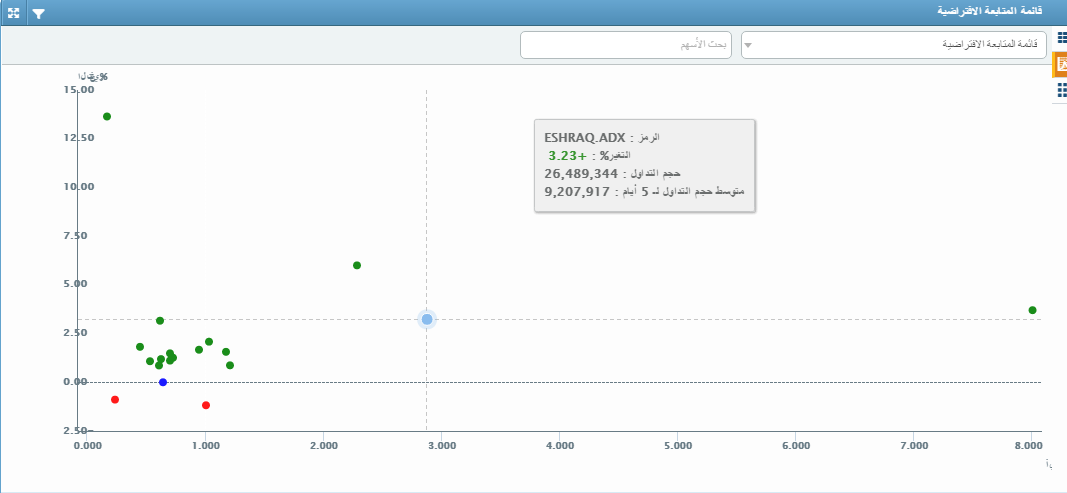 قائمة المتابعة الافتراضية
قائمة المتابعة الافتراضية
بحث الأسهم
15.00
12.50
10.00
7.50
5.00
2.50
0.00
2.50−
الرمز : ESHRAQ.ADX
التغير% : +3.23
حجم التداول : 26,489,344
متوسط حجم التداول لـ 5 أيام : 9,207,917
0.000 1.000 2.000 3.000 4.000 5.000 6.000 7.000 8.000